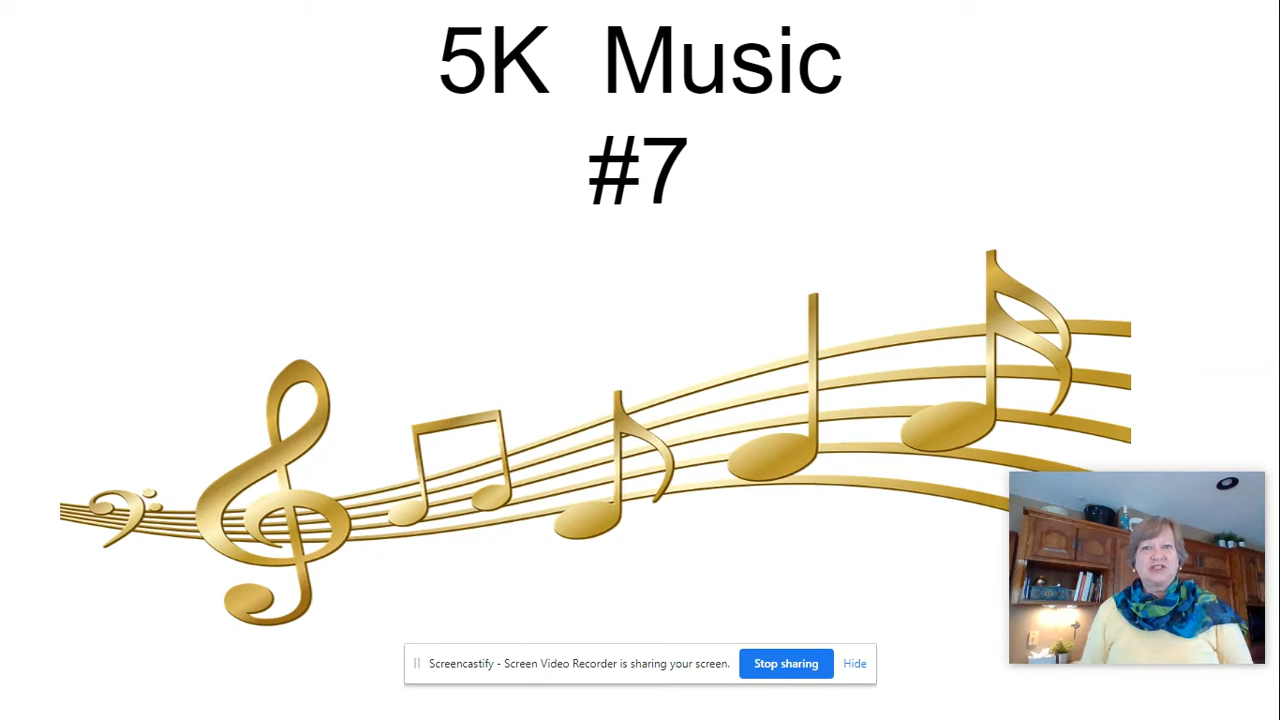 5K Music
#7
Screencastify - Screen Video Recorder is sharing your screen.
Stop sharing
Hide